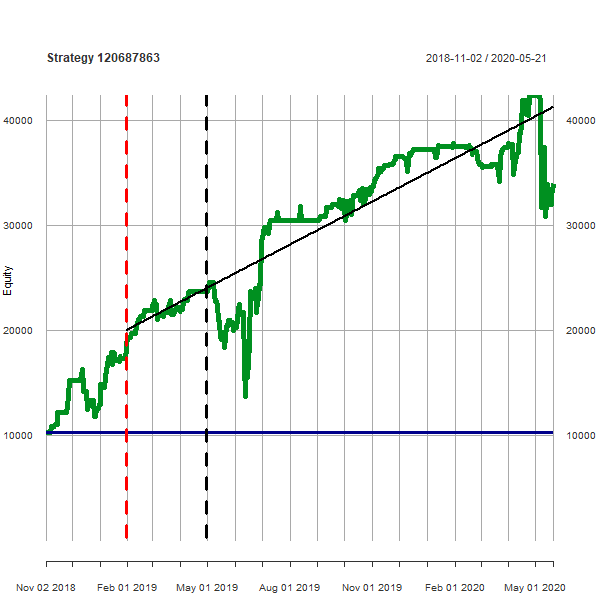 Strategy 120687863
2018-11-02 / 2020-05-21
40000
40000
30000
30000
Equity
20000
20000
10000
10000
Nov 02 2018
Feb 01 2019
May 01 2019
Aug 01 2019
Nov 01 2019
Feb 01 2020
May 01 2020